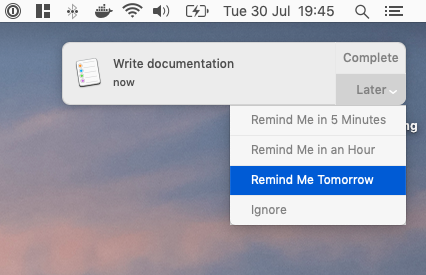 Tue 30 Jul 19:45
Write documentation
now
Complete
Later
ng
Remind Me in 5 Minutes
Remind Me in an Hour
Remind Me Tomorrow
Ignore